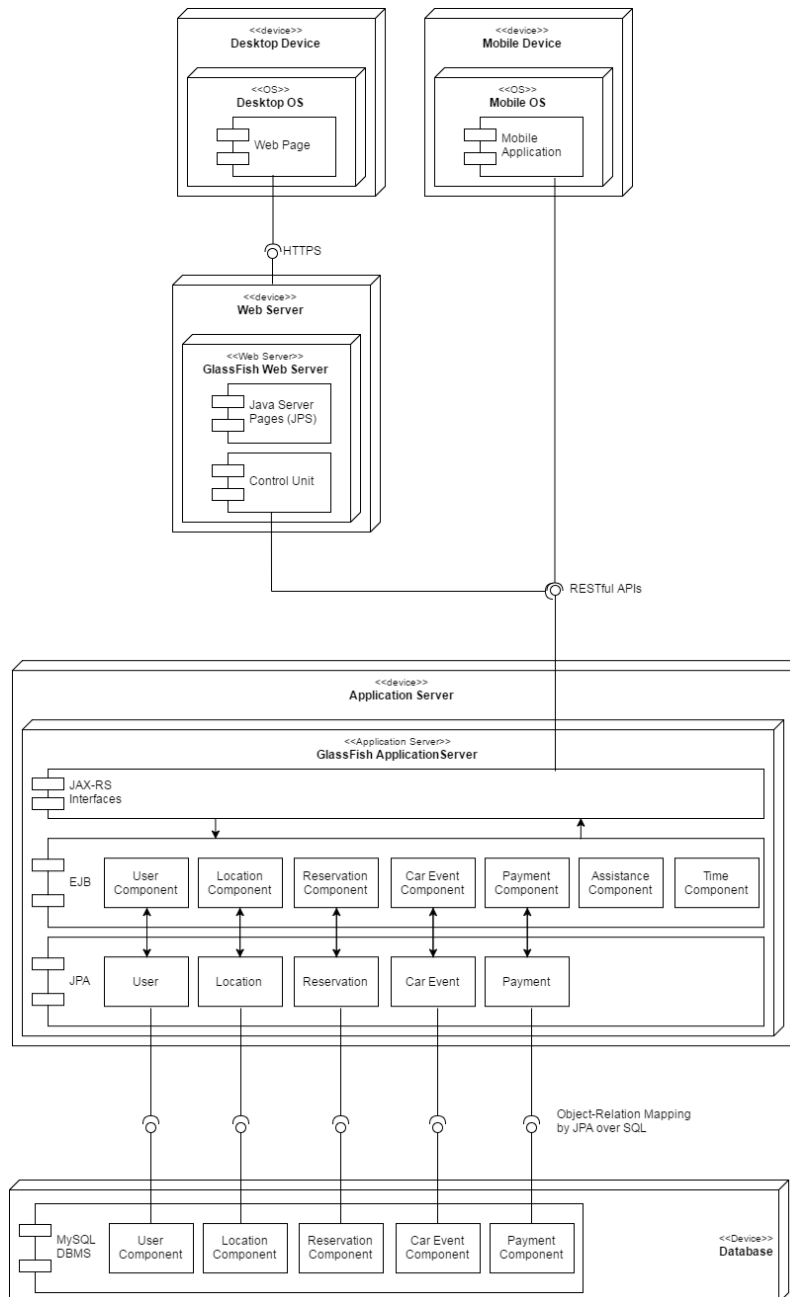 <<device>>
Desktop Device
<<OS>>
Desktop OS
Web Page
<<device>>
Mobile Device
<<OS>>
Mobile OS
Mobile
Application
HTTPS
<<device>>
Web Server
<<Web Server>>
GlassFish Web Server
Java Server
Pages (JPS)
Control Unit
RESTful APIs
<<device>>
Application Server
<<Application Server>>
GlassFish ApplicationServer
JAX-RS
Interfaces
EJB
User
Component
Location
Component
Reservation
Component
Car Event
Component
Payment
Component
Assistance
Component
Time
Component
JPA
User
Location
Reservation
Car Event
Payment
Object-Relation Mapping
by JPA over SQL
MySQL
DBMS
User
Component
Location
Component
Reservation
Component
Car Event
Component
Payment
Component
<<Device>>
Database